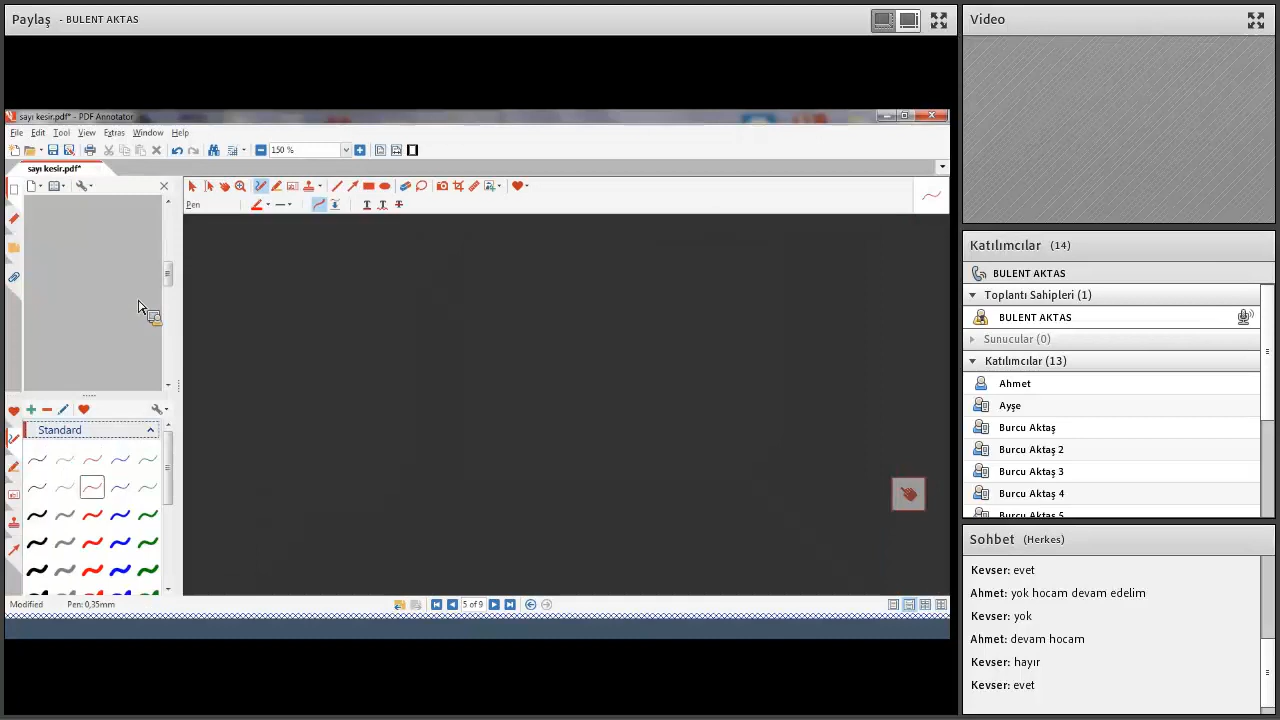 Paylaş - BULENT AKTAS
sayı kesir.pdf* - PDF Annotator
File Edit Tool View Extras Window Help
150 %
sayı kesir.pdf*
Pen
Standard
Modified Pen: 0,35mm
5 of 9
Video
Katılımcılar (14)
BULENT AKTAS
Toplantı Sahipleri (1)
BULENT AKTAS
Sunucular (0)
Katılımcılar (13)
Ahmet
Ayşe
Burcu Aktaş
Burcu Aktaş 2
Burcu Aktaş 3
Burcu Aktaş 4
Burcu Aktaş 5
Sohbet (Herkes)
Kevser: evet
Ahmet: yok hocam devam edelim
Kevser: yok
Ahmet: devam hocam
Kevser: hayır
Kevser: evet